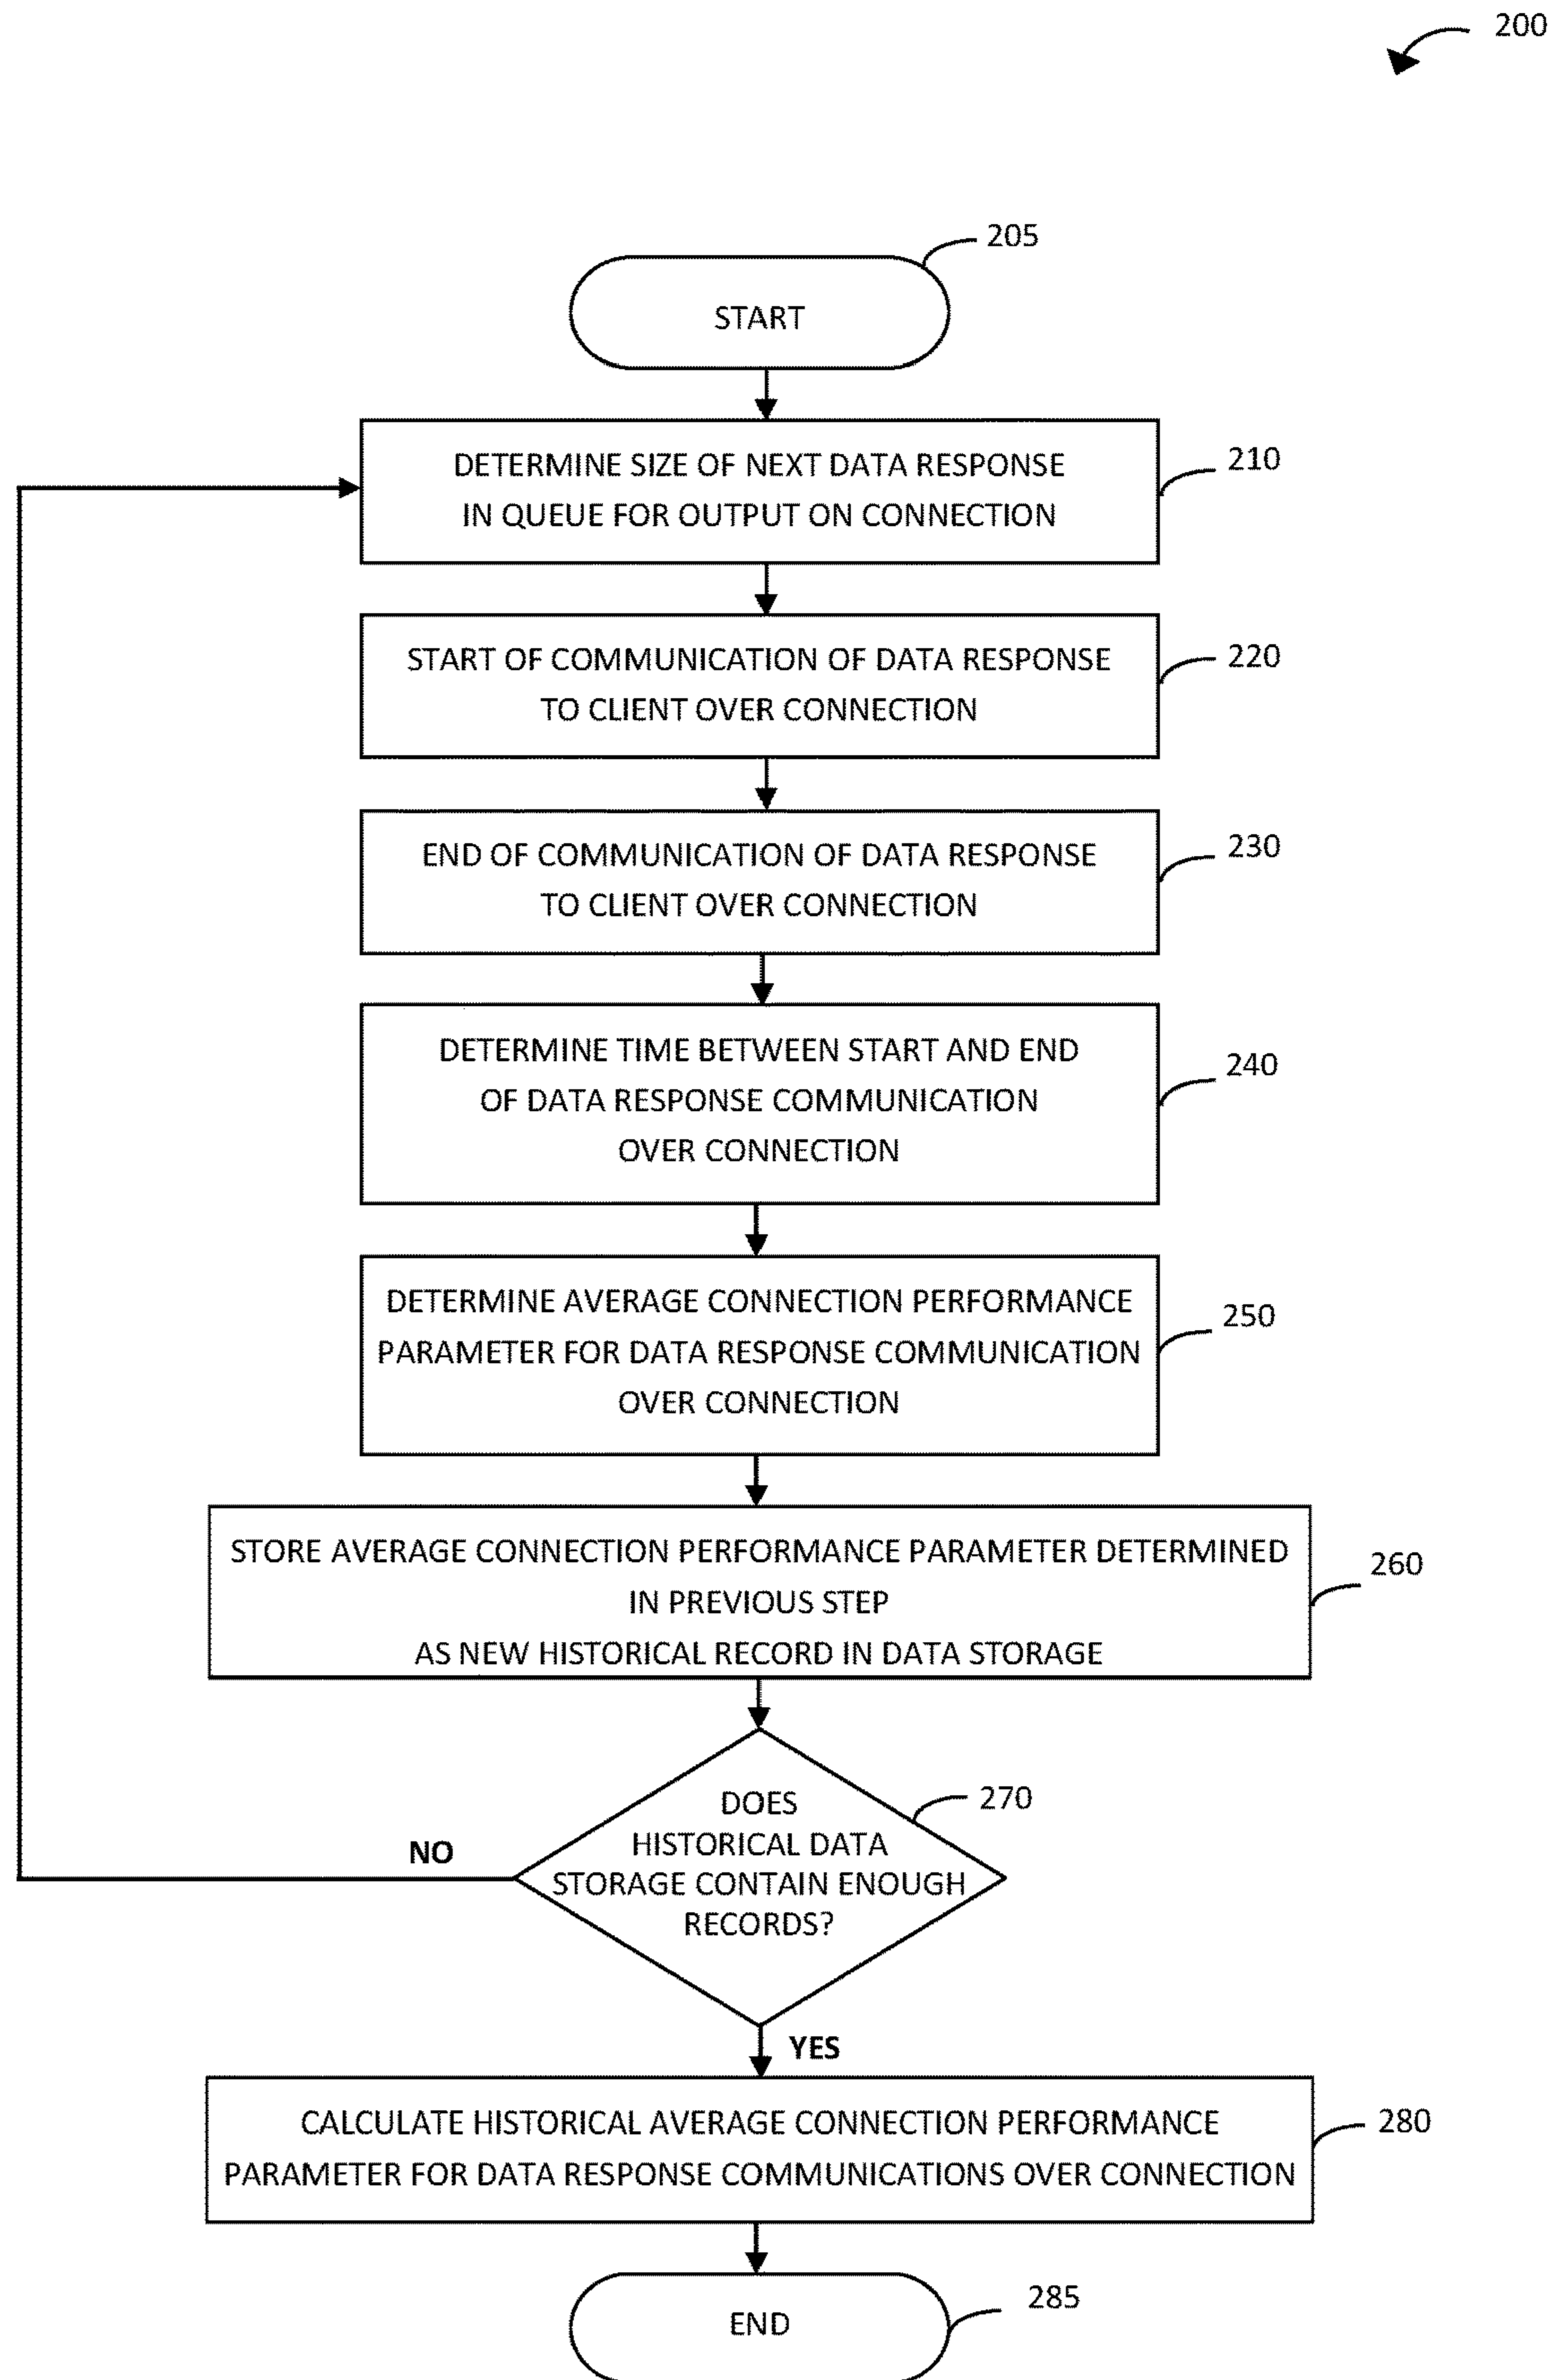 200
205
START
DETERMINE SIZE OF NEXT DATA RESPONSE
IN QUEUE FOR OUTPUT ON CONNECTION
210
START OF COMMUNICATION OF DATA RESPONSE
TO CLIENT OVER CONNECTION
220
END OF COMMUNICATION OF DATA RESPONSE
TO CLIENT OVER CONNECTION
230
DETERMINE TIME BETWEEN START AND END
OF DATA RESPONSE COMMUNICATION
OVER CONNECTION
240
DETERMINE AVERAGE CONNECTION PERFORMANCE
PARAMETER FOR DATA RESPONSE COMMUNICATION
OVER CONNECTION
250
STORE AVERAGE CONNECTION PERFORMANCE PARAMETER DETERMINED
IN PREVIOUS STEP
AS NEW HISTORICAL RECORD IN DATA STORAGE
260
DOES
HISTORICAL DATA
STORAGE CONTAIN ENOUGH
RECORDS?
270
NO
YES
CALCULATE HISTORICAL AVERAGE CONNECTION PERFORMANCE
PARAMETER FOR DATA RESPONSE COMMUNICATIONS OVER CONNECTION
280
END
285